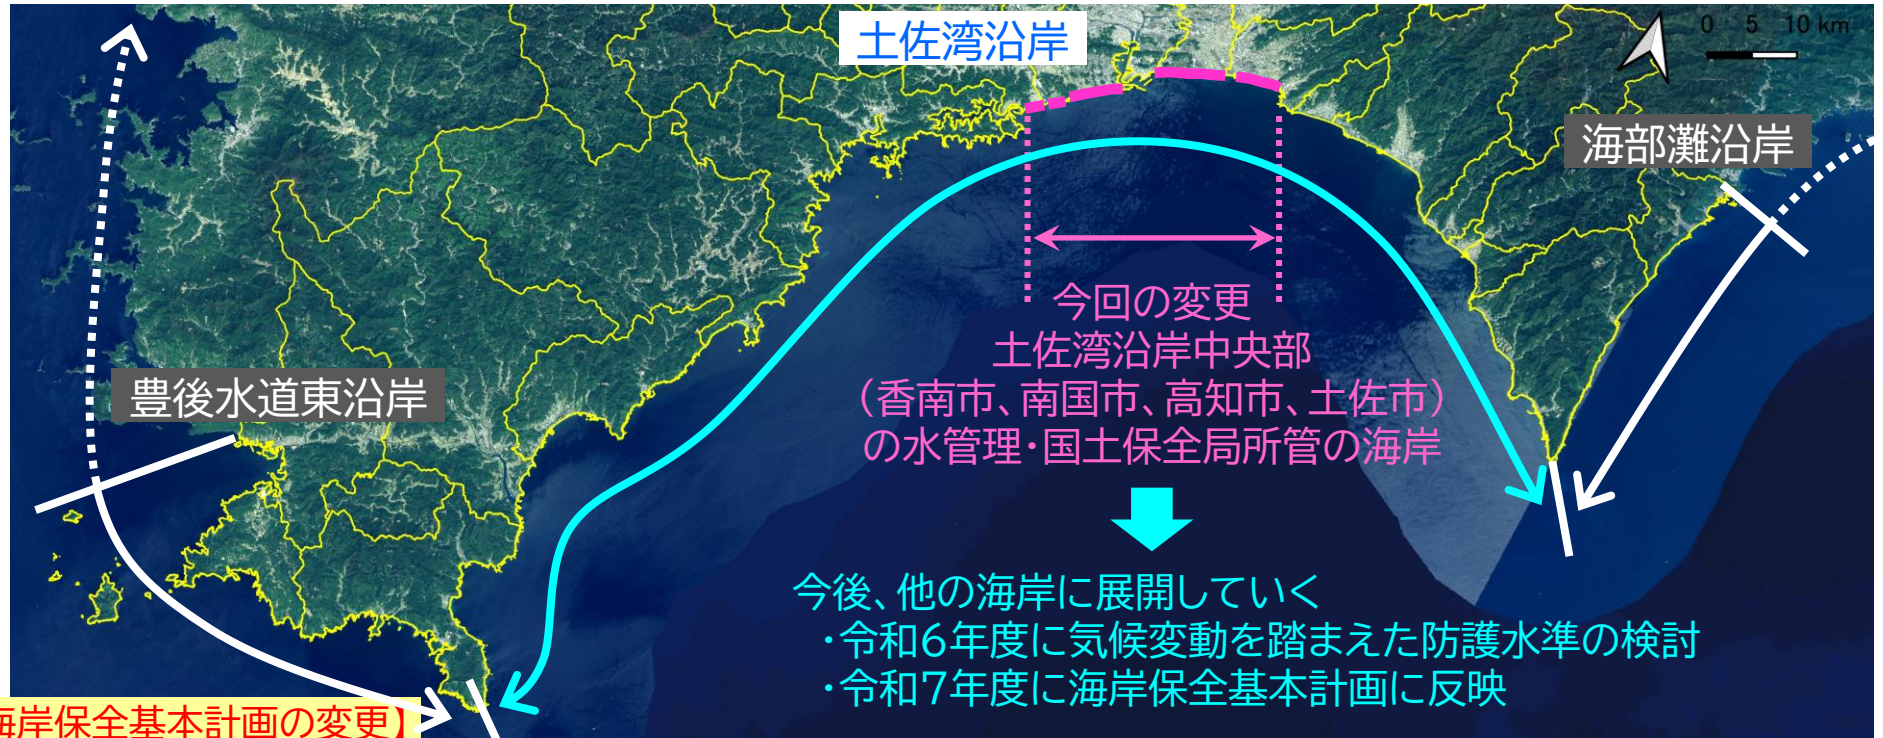 土佐湾沿岸
0 5 10 km
海部灘沿岸
今回の変更
土佐湾沿岸中央部
（香南市、南国市、高知市、土佐市）
の水管理・国土保全局所管の海岸
豊後水道東沿岸
今後、他の海岸に展開していく
・令和６年度に気候変動を踏まえた防護水準の検討
・令和７年度に海岸保全基本計画に反映
海岸保全基本計画の変更】